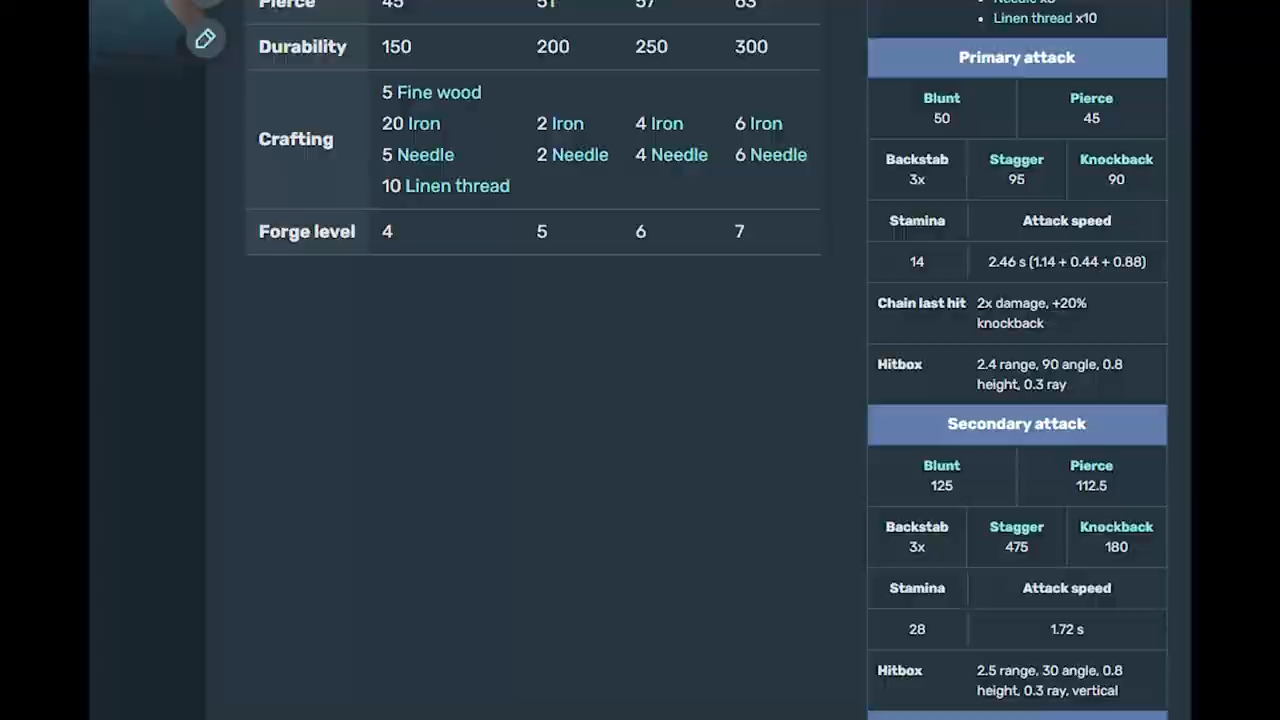 Pierce 45 51 57 63
Durability 150 200 250 300
5 Fine wood
20 Iron 2 Iron 4 Iron 6 Iron
Crafting
5 Needle 2 Needle 4 Needle 6 Needle
10 Linen thread
Forge level 4 5 6 7
• Linen thread x10
Primary attack
Blunt Pierce
50 45
Backstab Stagger Knockback
3x 95 90
Stamina Attack speed
14 2.46 s (1.14 + 0.44 + 0.88)
Chain last hit 2x damage, +20%
knockback
Hitbox 2.4 range, 90 angle, 0.8
height, 0.3 ray
Secondary attack
Blunt Pierce
125 112.5
Backstab Stagger Knockback
3x 475 180
Stamina Attack speed
28 1.72 s
Hitbox 2.5 range, 30 angle, 0.8
height, 0.3 ray, vertical